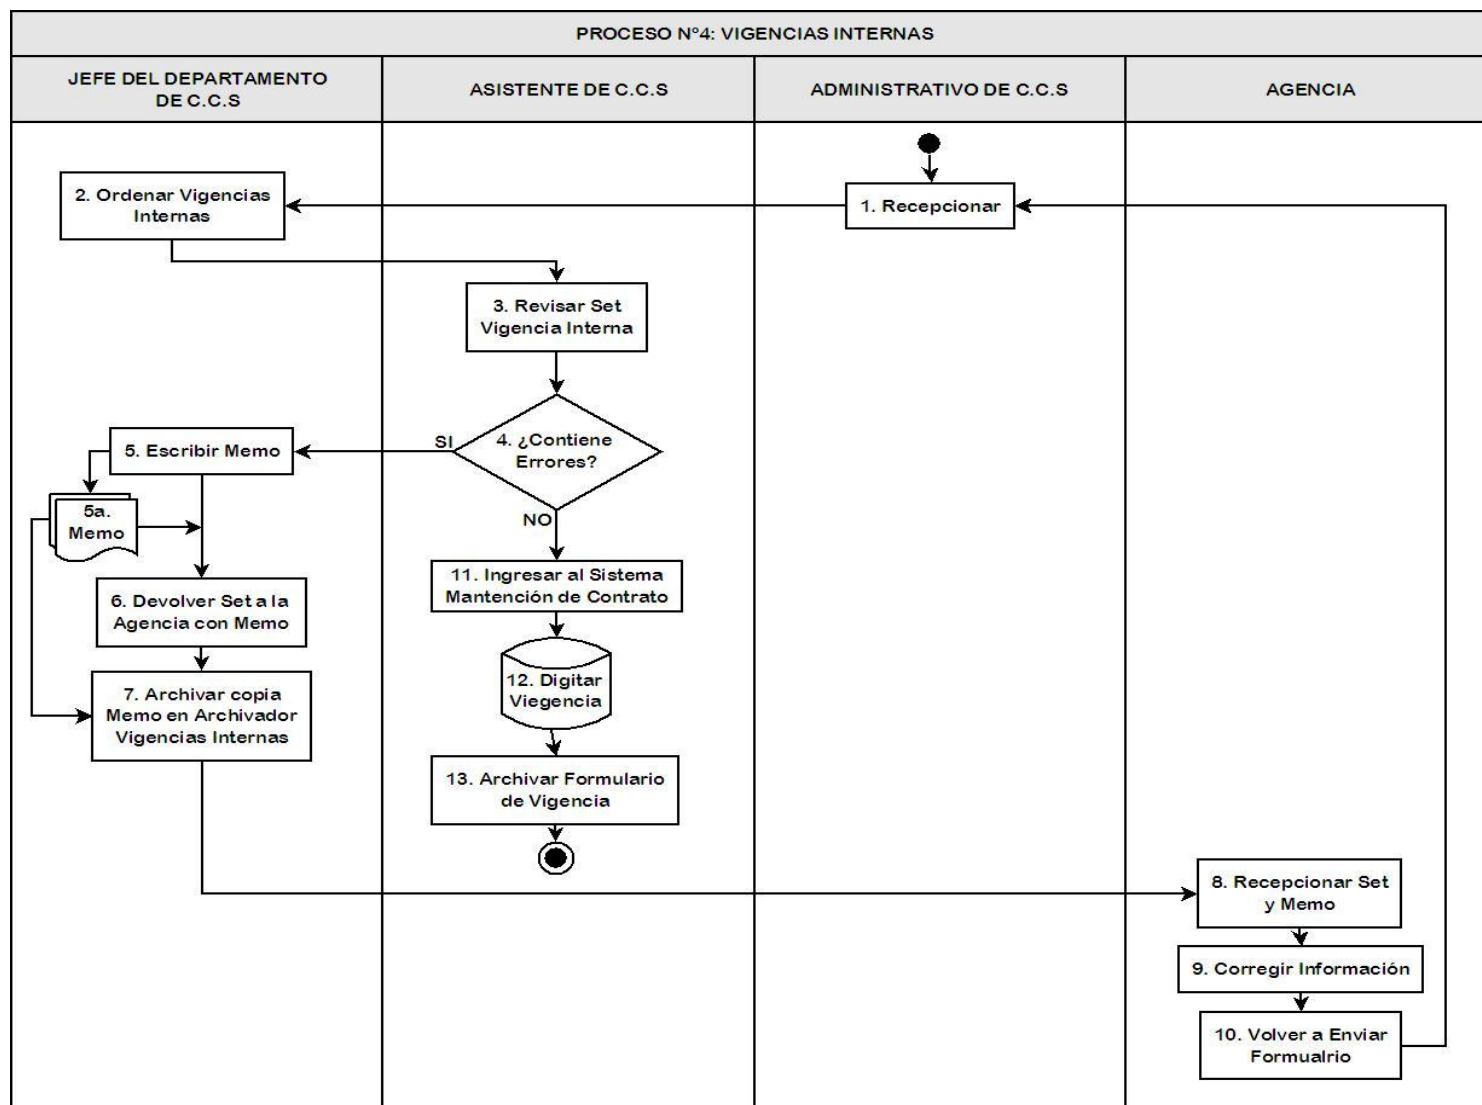 PROCESO Nº4: VIGENCIAS INTERNAS
JEFE DEL DEPARTAMENTO
DE C.C.S
ASISTENTE DE C.C.S
ADMINISTRATIVO DE C.C.S
AGENCIA
1. Recepcionar
2. Ordenar Vigencias
Internas
3. Revisar Set
Vigencia Interna
4. ¿Contiene
Errores?
SI
NO
5. Escribir Memo
5a.
Memo
6. Devolver Set a la
Agencia con Memo
7. Archivar copia
Memo en Archivador
Vigencias Internas
8. Recepcionar Set
y Memo
9. Corregir Información
10. Volver a Enviar
Formualrio
11. Ingresar al Sistema
Mantención de Contrato
12. Digitar
Viegencia
13. Archivar Formulario
de Vigencia